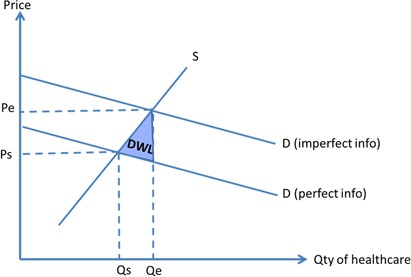 Price
S
Pe
DWL
D (imperfect info)
Ps
D (perfect info)
Qs
Qe
Qty of healthcare